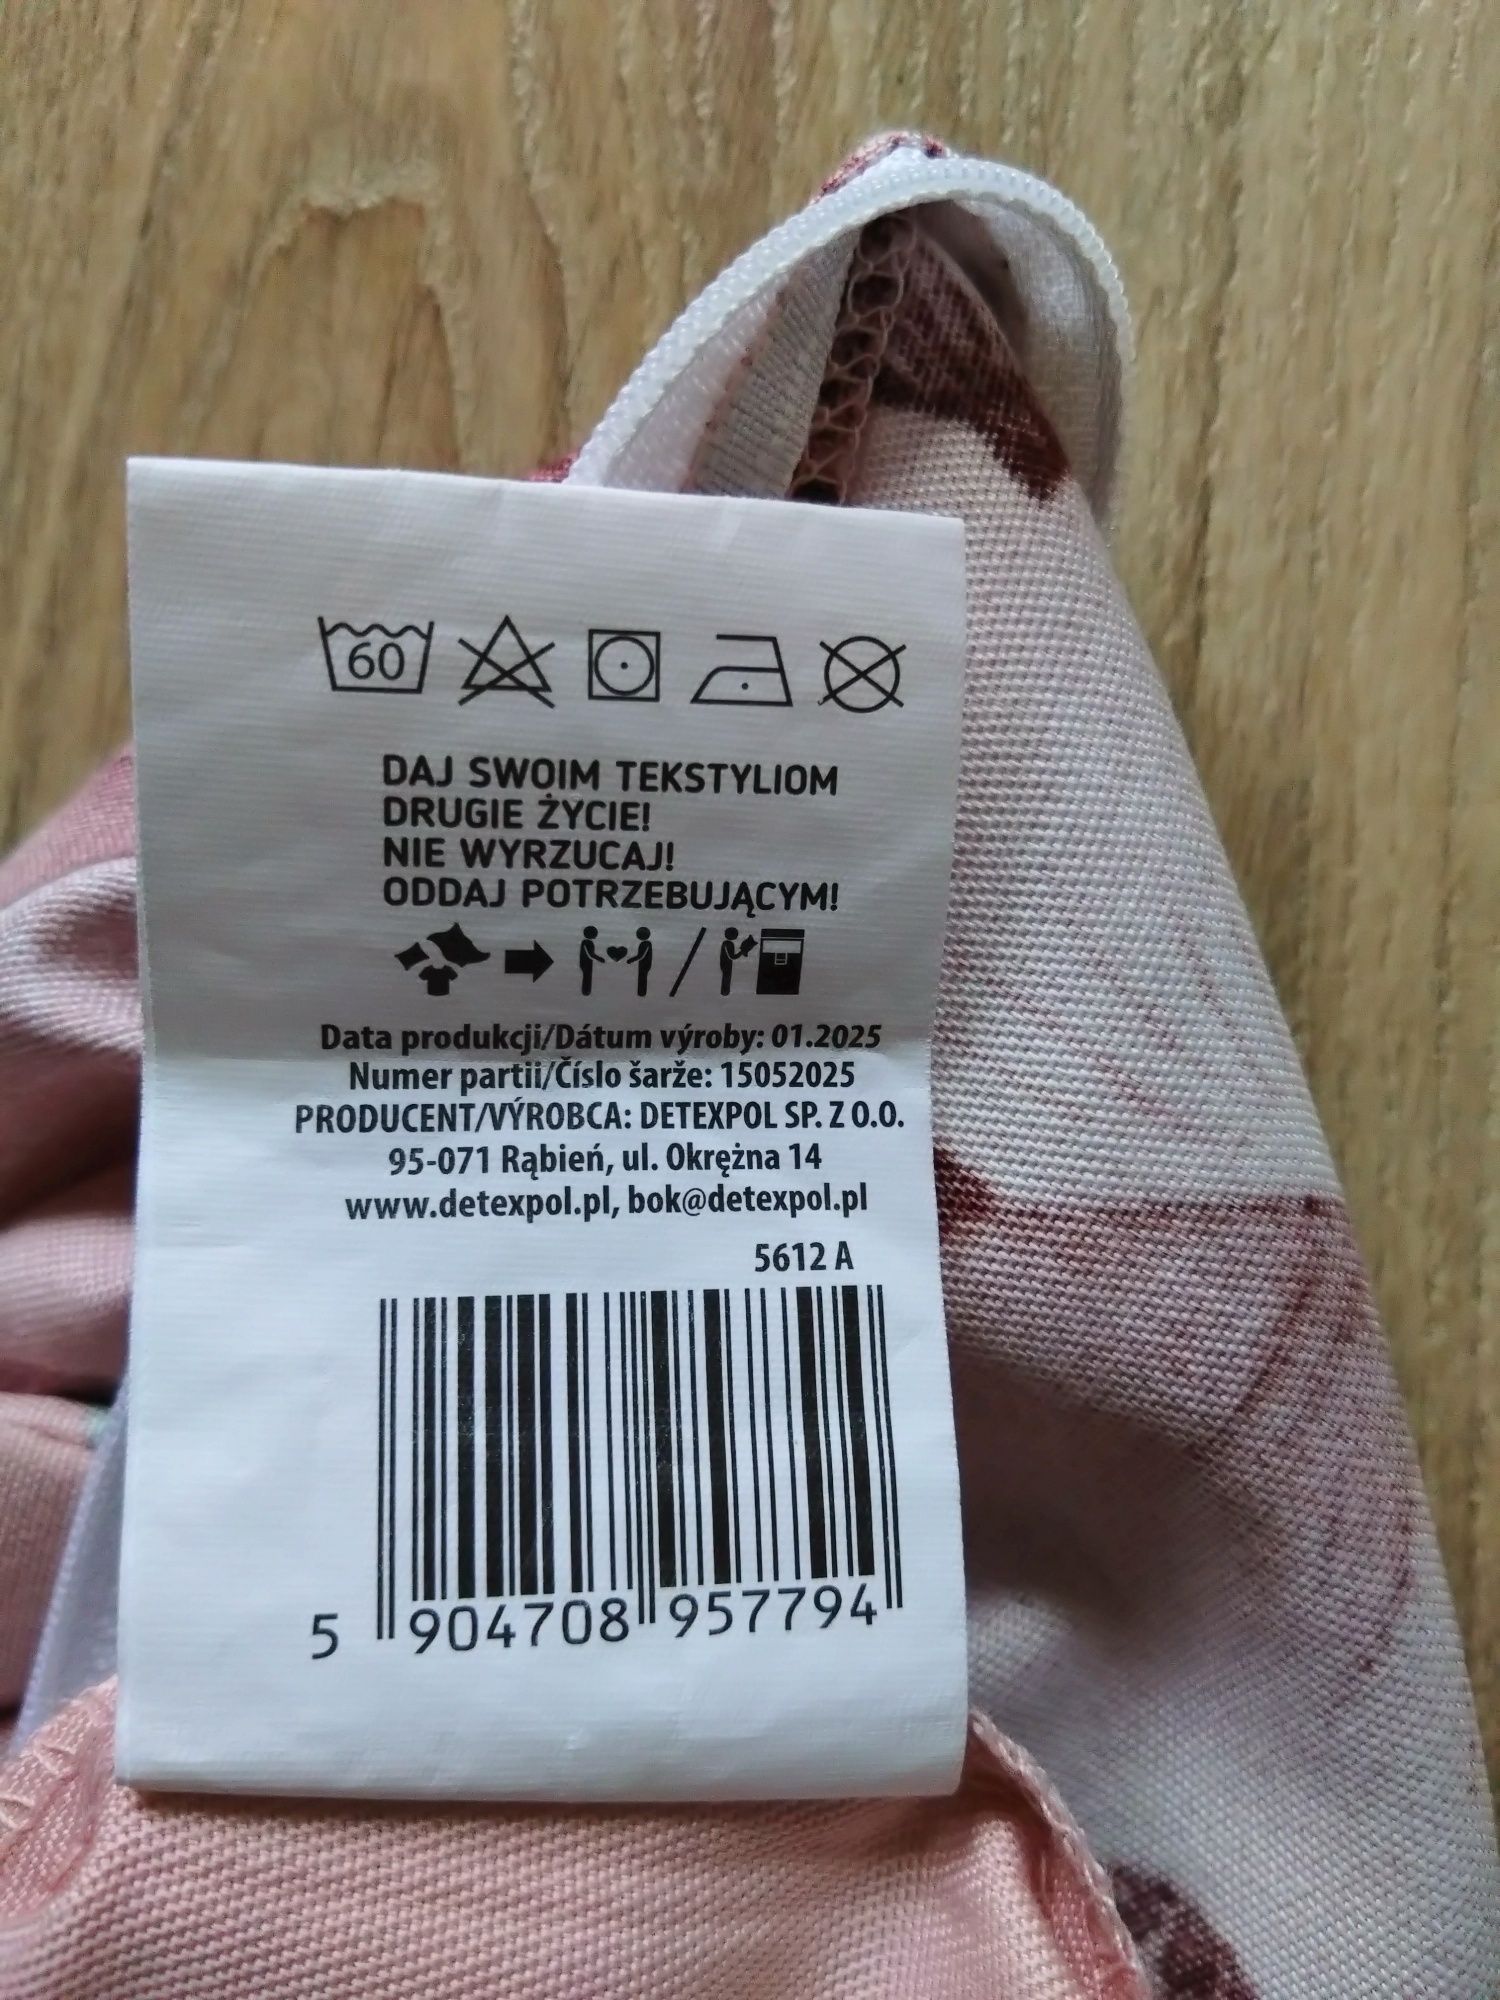 60
DAJ SWOIM TEKSTYLIOM
DRUGIE ŻYCIE!
NIE WYRZUCAJ!
ODDAJ POTRZEBUJĄCYM!
Data produkcji/Dátum výroby: 01.2025
Numer partii/Číslo šarže: 15052025
PRODUCENT/VÝROBCA: DETEXPOL SP. Z O.O.
95-071 Rąbień, ul. Okrężna 14
www.detexpol.pl, bok@detexpol.pl
5612 A
5 904708 957794